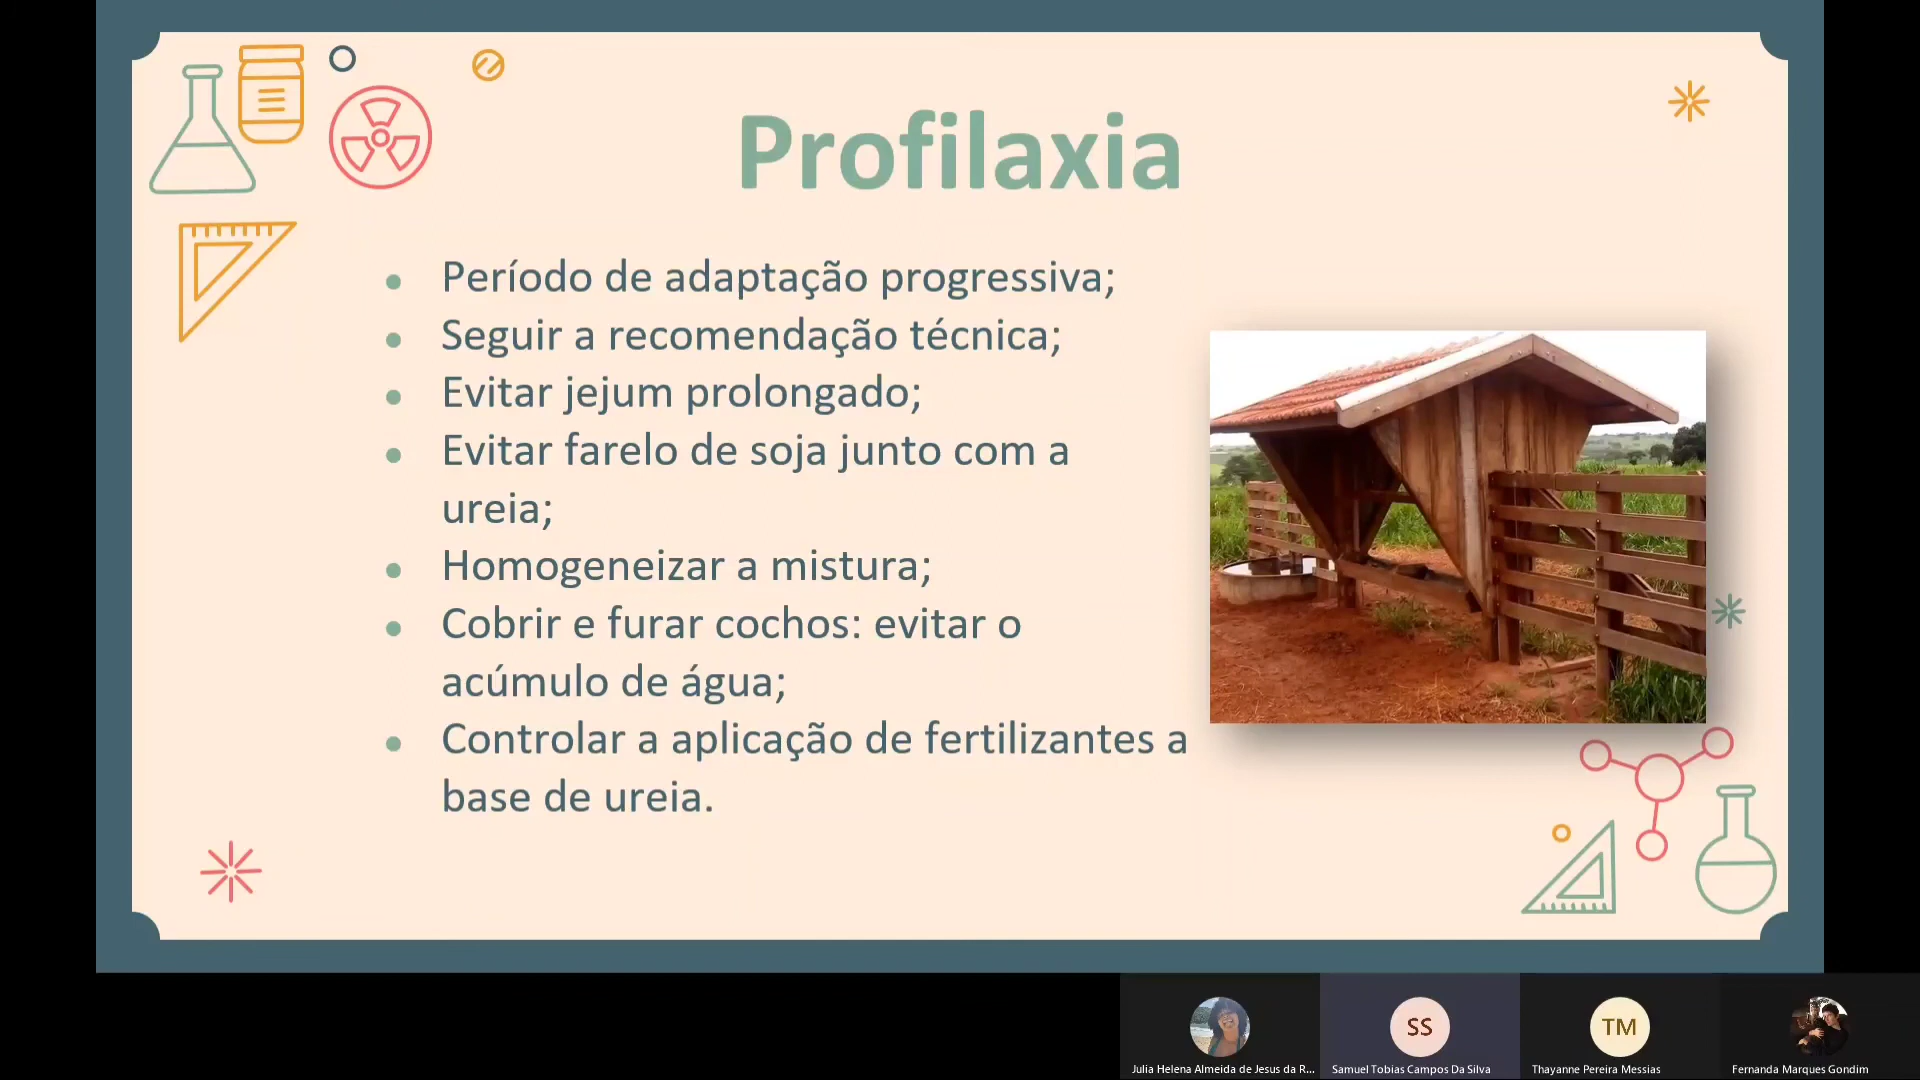 Profilaxia
Período de adaptação progressiva;
Seguir a recomendação técnica;
Evitar jejum prolongado;
Evitar farelo de soja junto com a
ureia;
Homogeneizar a mistura;
Cobrir e furar cochos: evitar o
acúmulo de água;
Controlar a aplicação de fertilizantes a
base de ureia.
SS
TM
Julia Helena Almeida de Jesus da R...
Samuel Tobias Campos Da Silva
Thayanne Pereira Messias
Fernanda Marques Gondim